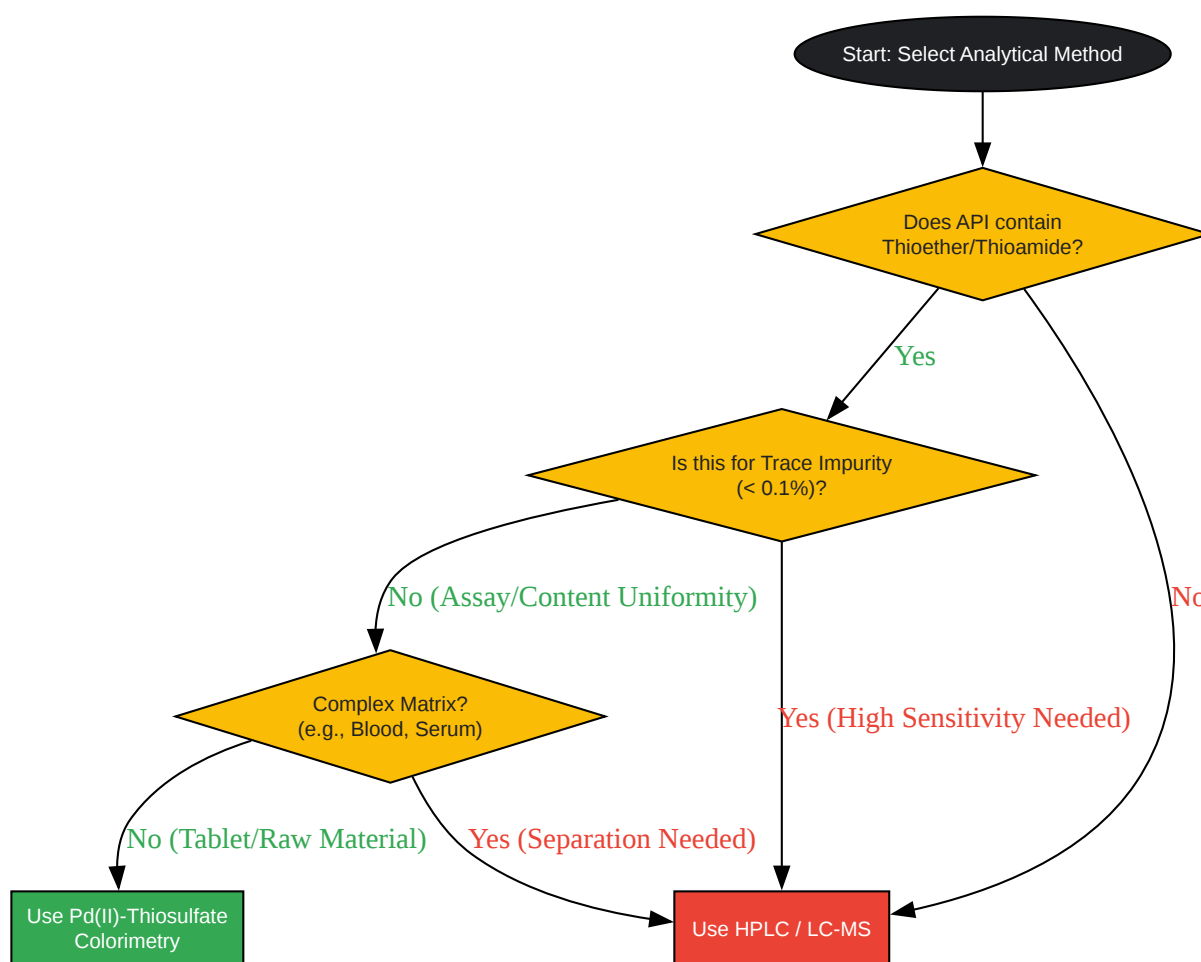 Start: Select Analytical Method
Does API contain
Thioether/Thioamide?
Yes
Is this for Trace Impurity
(< 0.1%)?
No (Assay/Content Uniformity)
No
Complex Matrix?
(e.g., Blood, Serum)
Yes (High Sensitivity Needed)
No (Tablet/Raw Material)
Yes (Separation Needed)
Use Pd(II)-Thiosulfate
Colorimetry
Use HPLC / LC-MS